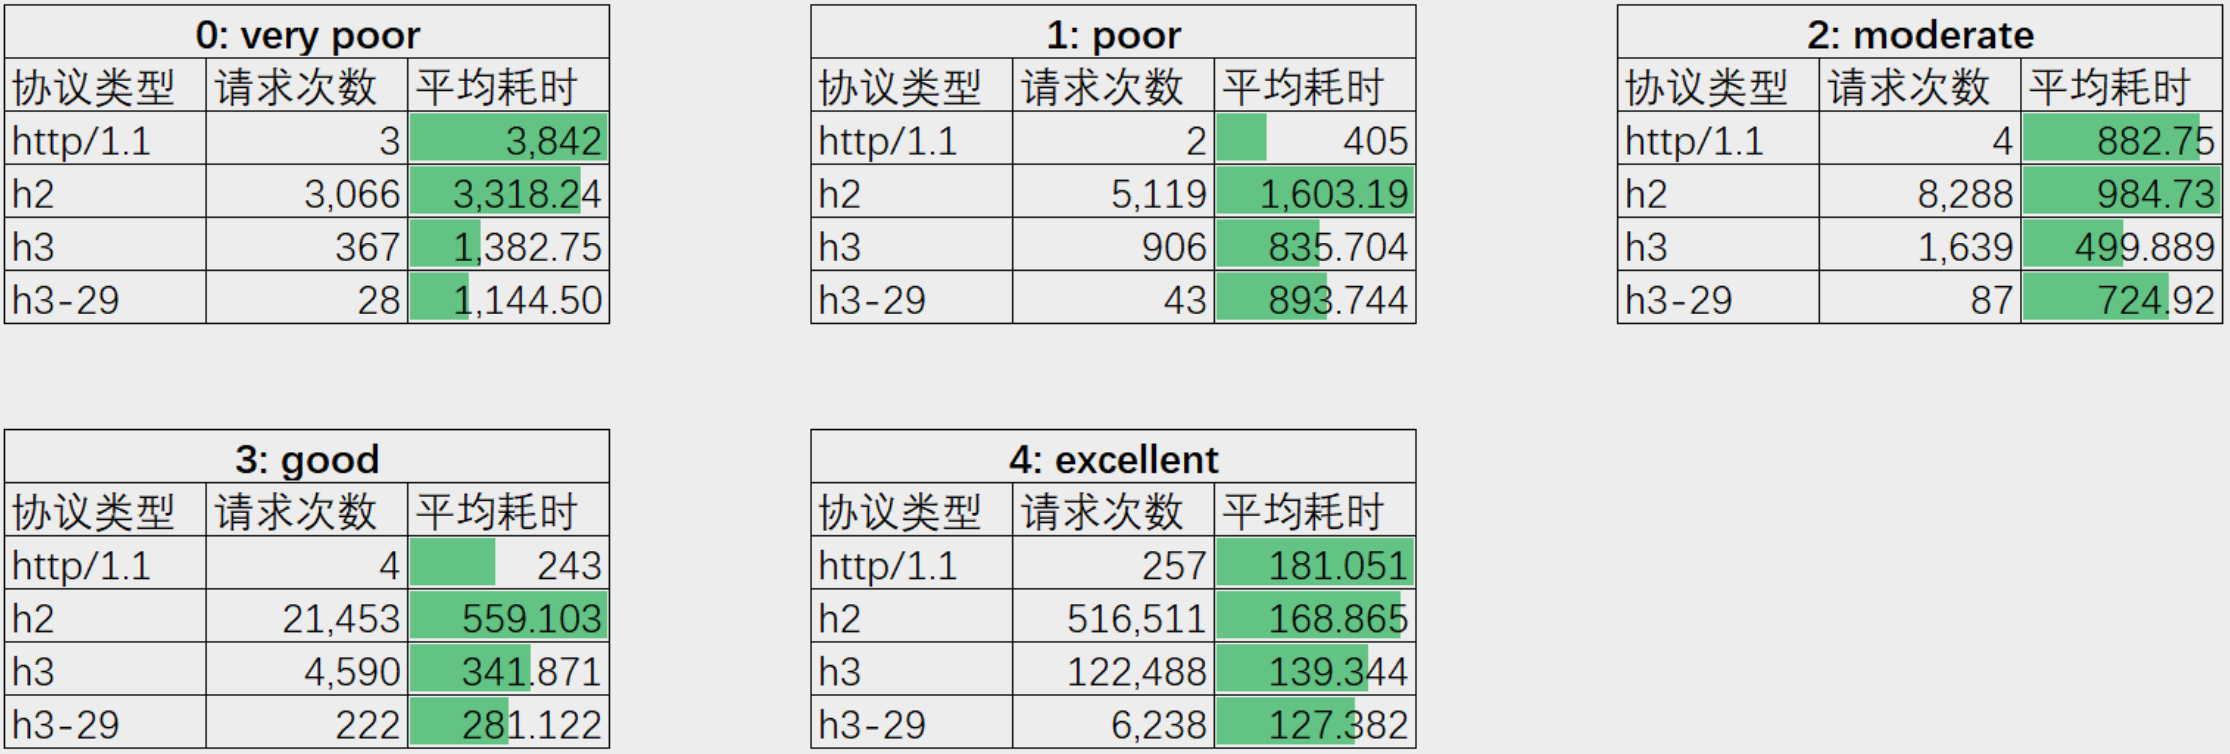 0: very poor
协议类型 请求次数 平均耗时
http/1.1 3 3,842
h2 3,066 3,318.24
h3 367 1,382.75
h3-29 28 1,144.50
1: poor
协议类型 请求次数 平均耗时
http/1.1 2 405
h2 5,119 1,603.19
h3 906 835.704
h3-29 43 893.744
2: moderate
协议类型 请求次数 平均耗时
http/1.1 4 882.75
h2 8,288 984.73
h3 1,639 499.889
h3-29 87 724.92
3: good
协议类型 请求次数 平均耗时
http/1.1 4 243
h2 21,453 559.103
h3 4,590 341.871
h3-29 222 281.122
4: excellent
协议类型 请求次数 平均耗时
http/1.1 257 181.051
h2 516,511 168.865
h3 122,488 139.344
h3-29 6,238 127.382